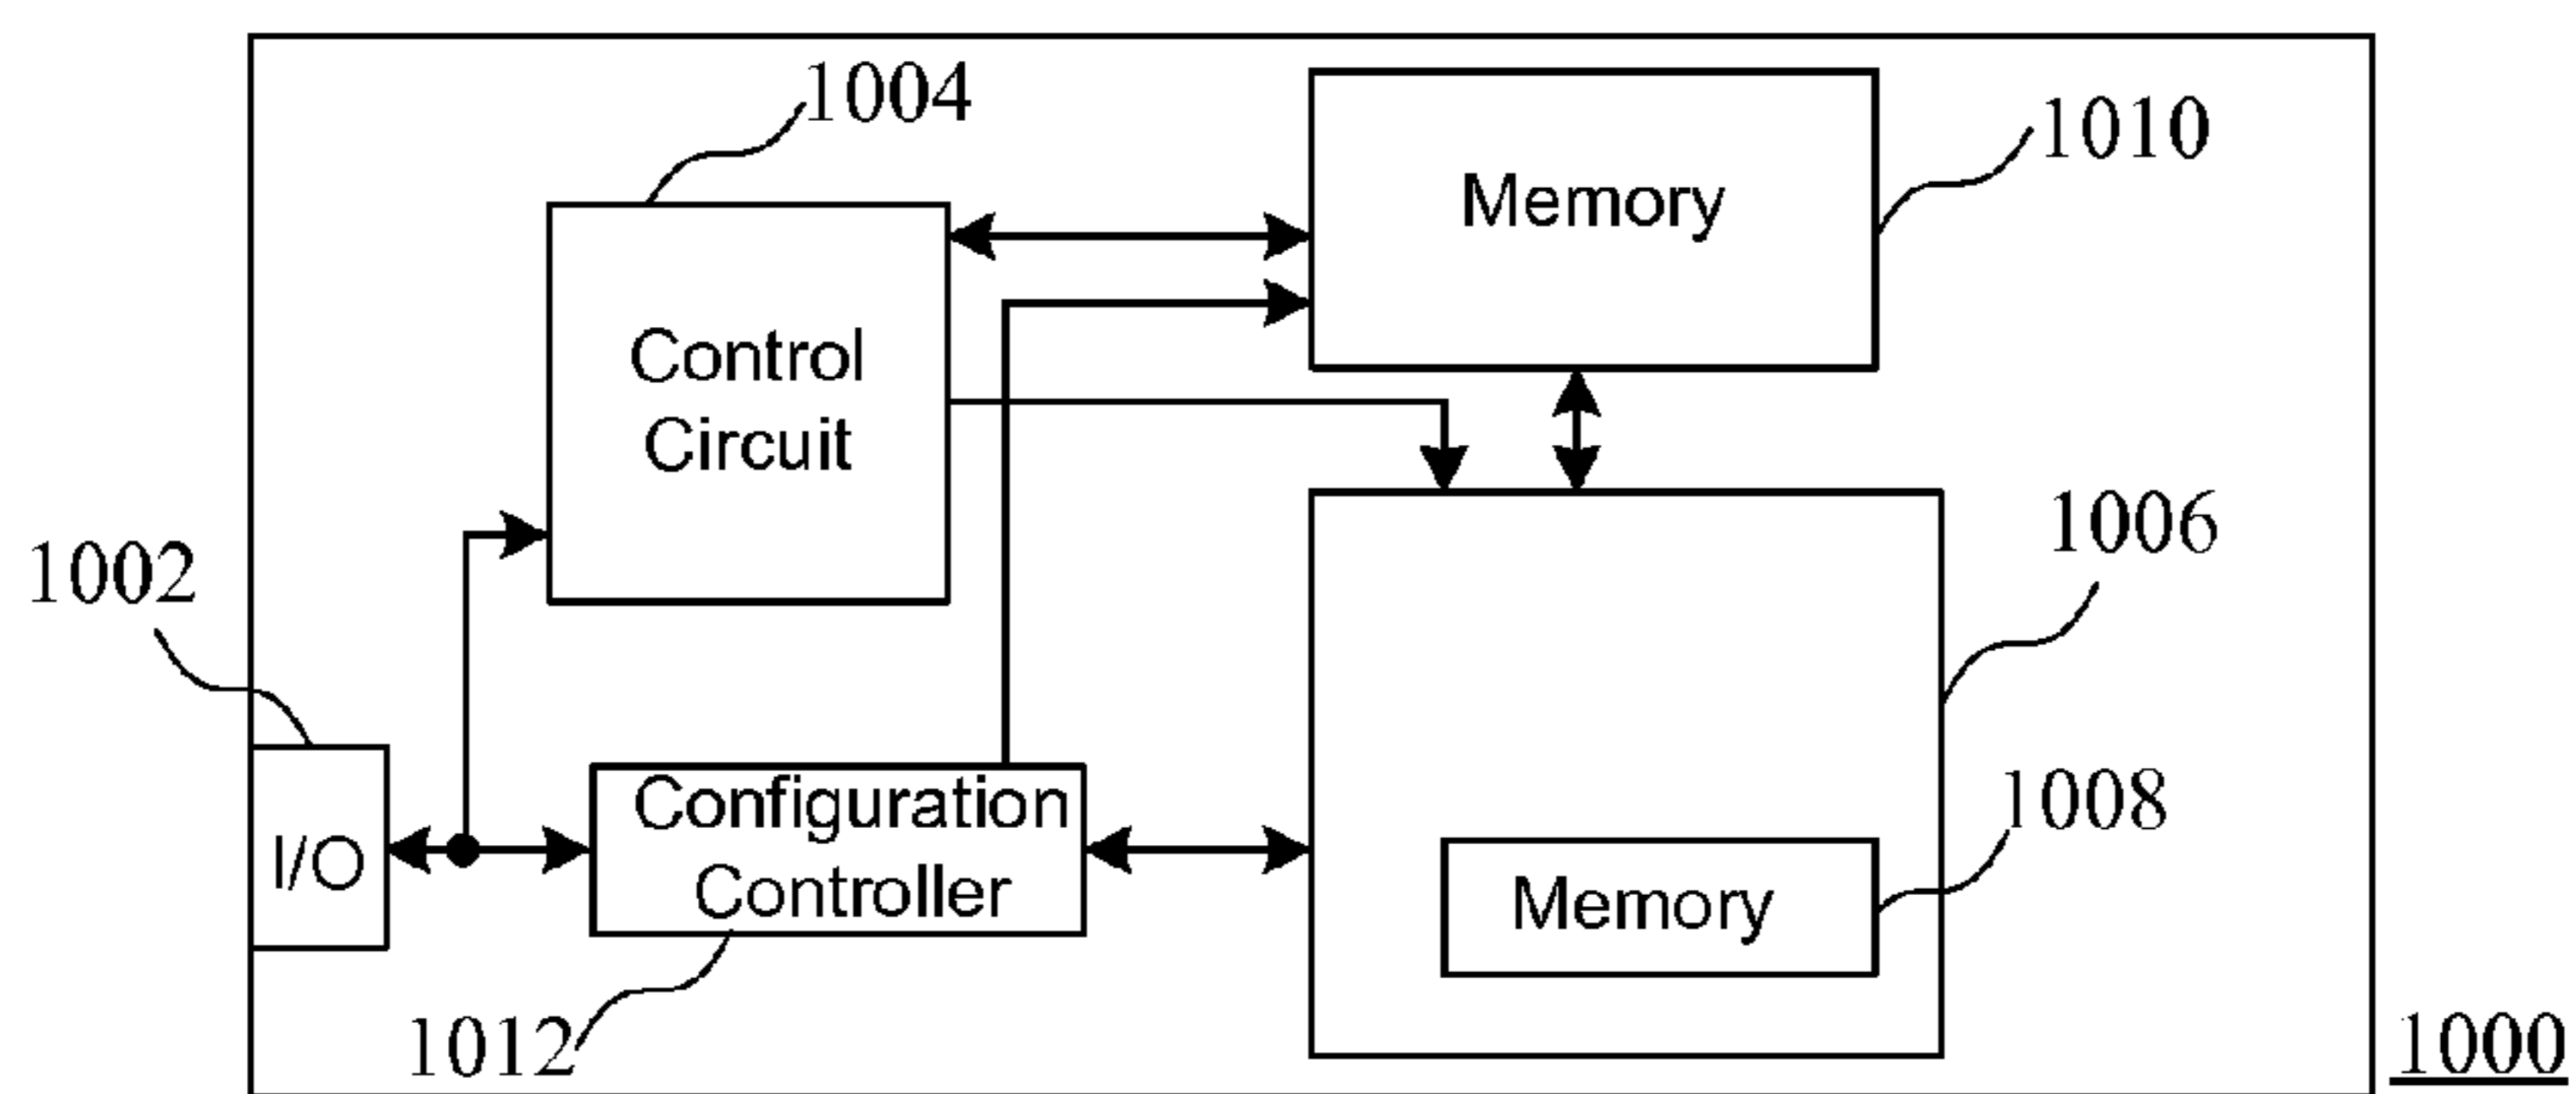 1004
1010
Memory
Control
Circuit
1002
1006
1008
Configuration
Controller
I/O
Memory
1012
1000